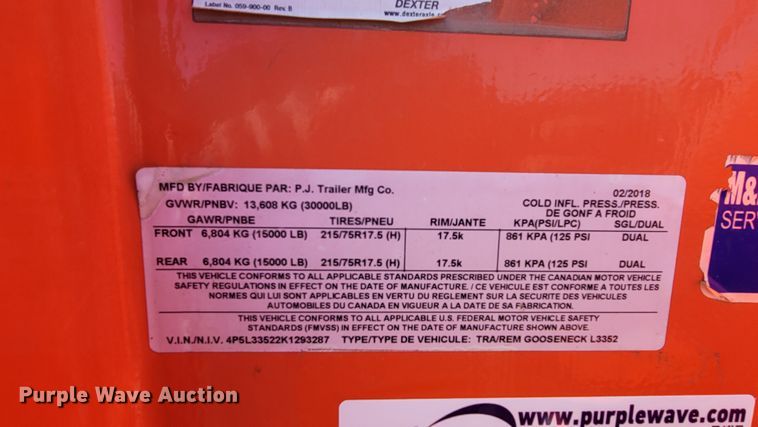 Label No. 059-900-00 Rev. B
DEXTER
www.dexteraxle.
MFD BY/FABRIQUE PAR: P.J. Trailer Mfg Co. 02/2018
GVWR/PNBV: 13,608 KG (30000LB) COLD INFL. PRESS./PRESS.
DE GONF A FROID
GAWR/PNBE TIRES/PNEU RIM/JANTE KPA(PSI/LPC) SGL/DUAL
FRONT 6,804 KG (15000 LB) 215/75R17.5 (H) 17.5k 861 KPA (125 PSI DUAL
REAR 6,804 KG (15000 LB) 215/75R17.5 (H) 17.5k 861 KPA (125 PSI DUAL
THIS VEHICLE CONFORMS TO ALL APPLICABLE STANDARDS PRESCRIBED UNDER THE CANADIAN MOTOR VEHICLE
SAFETY REGULATIONS IN EFFECT ON THE DATE OF MANUFACTURE. / CE VEHICULE EST CONFORME A TOUTES LES
NORMES QUI LUI SONT APPLICABLES EN VERTU DU REGLEMENT SUR LA SECURITE DES VEHICULES
AUTOMOBILES DU CANADA EN VIGUEUR A LA DATE DE SA FABRICATION.
THIS VEHICLE CONFORMS TO ALL APPLICABLE U.S. FEDERAL MOTOR VEHICLE SAFETY
STANDARDS (FMVSS) IN EFFECT ON THE DATE OF MANUFACTURE SHOWN ABOVE.
V.I.N./N.I.V. 4P5L33522K1293287 TYPE/TYPE DE VEHICULE: TRA/REM GOOSENECK L3352
M&
SER
Purple Wave Auction
www.purplewave.com